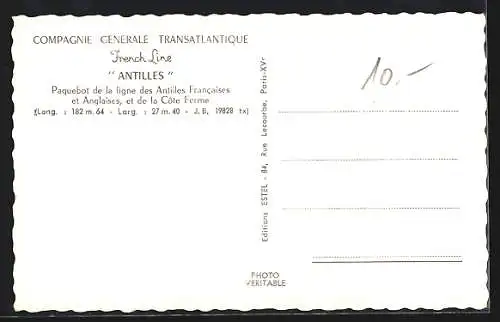 COMPAGNIE GENERALE TRANSATLANTIQUE
French Line
" ANTILLES "
Paquebot de la ligne des Antilles Françaises
et Anglaises, et de la Côte Ferme
(Long. : 182 m. 64 - Larg. : 27 m. 40 - J. B, 19828 tx)
Editions ESTEL - 84, Rue Lecourbe, Paris-XVe
10.-
PHOTO
VERITABLE